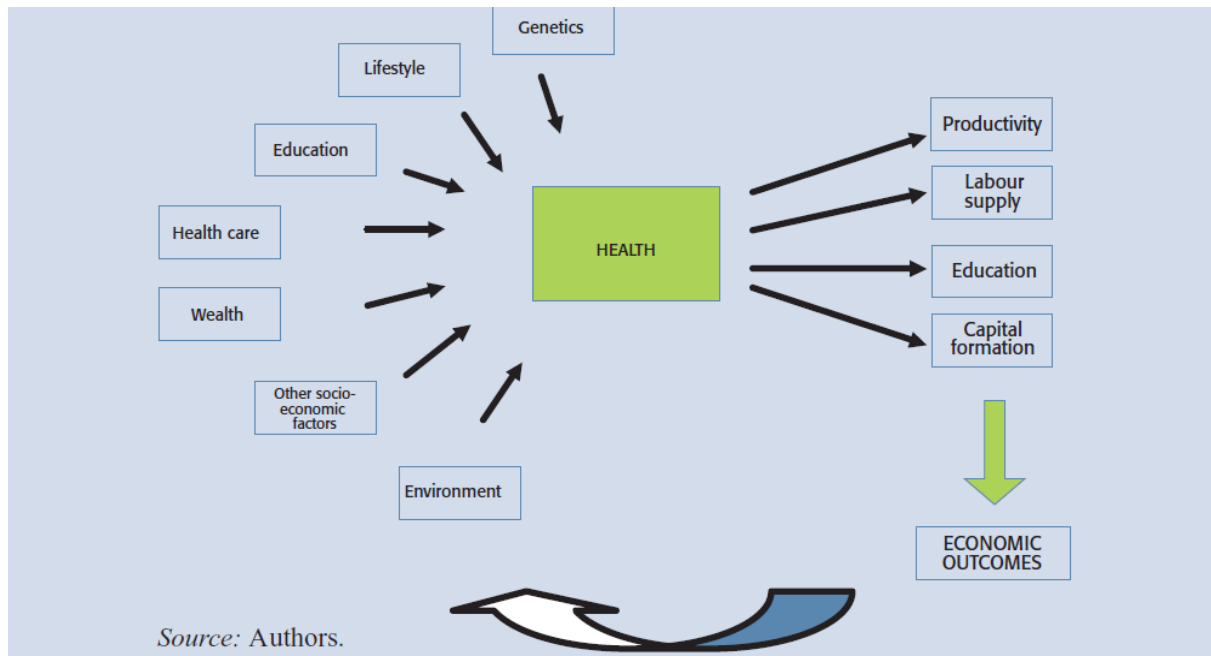 Genetics
Lifestyle
Education
Health care
Wealth
Other socio-
economic
factors
Environment
HEALTH
Productivity
Labour
supply
Education
Capital
formation
ECONOMIC
OUTCOMES
Source: Authors.